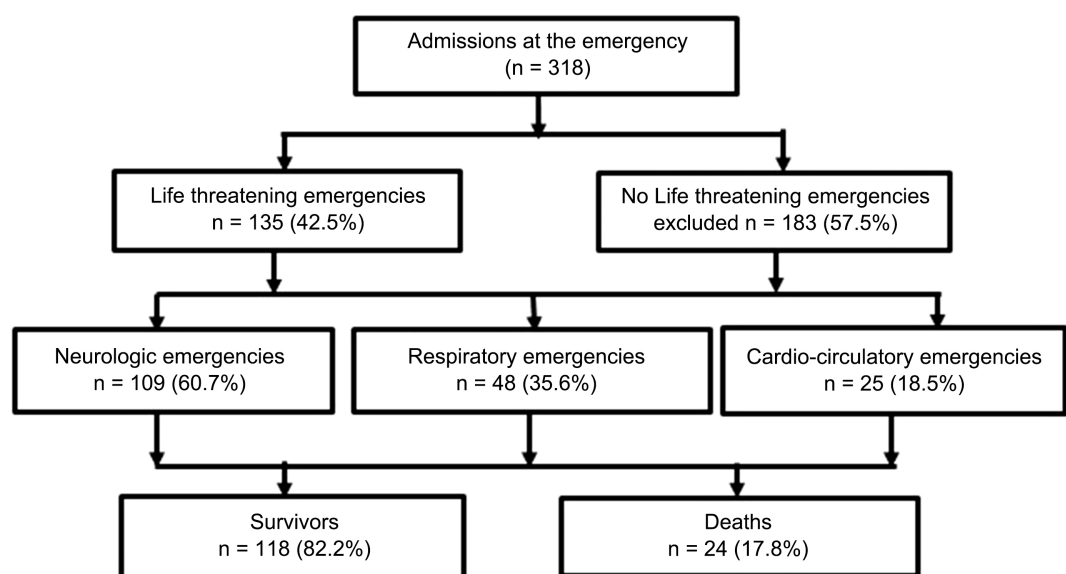 Admissions at the emergency
(n = 318)
Life threatening emergencies
n = 135 (42.5%)
No Life threatening emergencies
excluded n = 183 (57.5%)
Neurologic emergencies
n = 109 (60.7%)
Respiratory emergencies
n = 48 (35.6%)
Cardio-circulatory emergencies
n = 25 (18.5%)
Survivors
n = 118 (82.2%)
Deaths
n = 24 (17.8%)